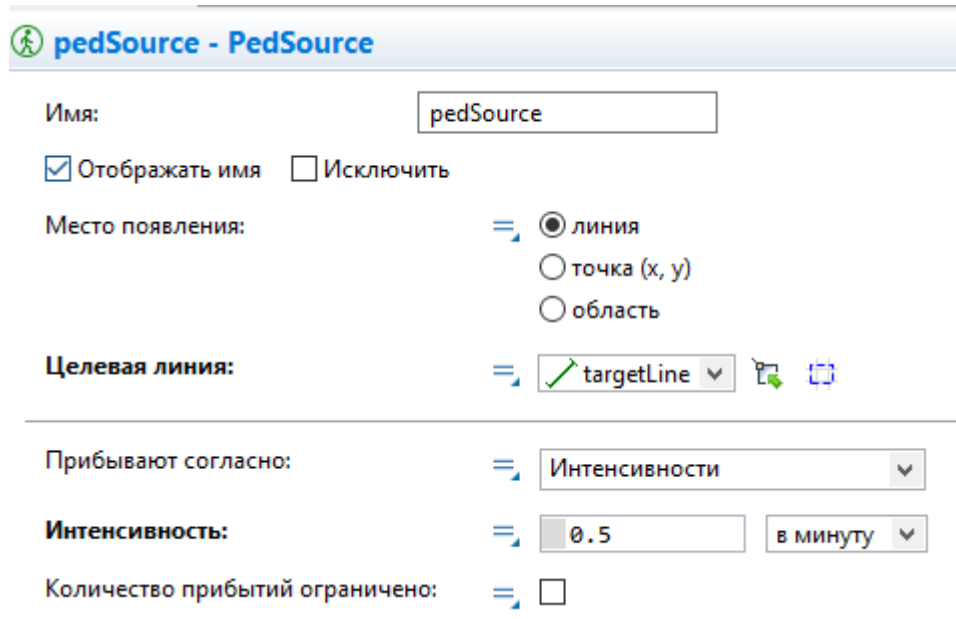 pedSource - PedSource
Имя: pedSource
Отображать имя Исключить
Место появления: линия
точка (x, y)
область
Целевая линия: targetLine
Прибывают согласно: Интенсивности
Интенсивность: 0.5 в минуту
Количество прибытий ограничено: